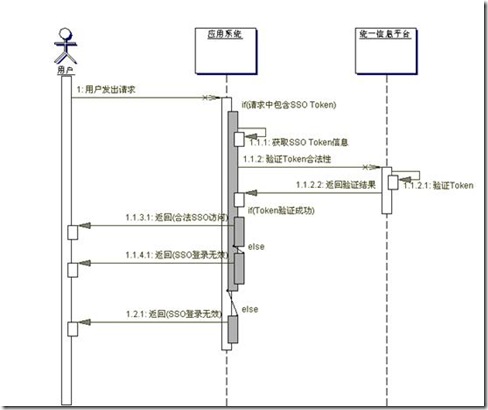 用户
应用系统
统一信息平台
1: 用户发出请求
if(请求中包含SSO Token)
1.1.1: 获取SSO Token信息
1.1.2: 验证Token合法性
1.1.2.1: 验证Token
1.1.2.2: 返回验证结果
if(Token验证成功)
1.1.3.1: 返回(合法SSO访问)
else
1.1.4.1: 返回(SSO登录无效)
else
1.2.1: 返回(SSO登录无效)